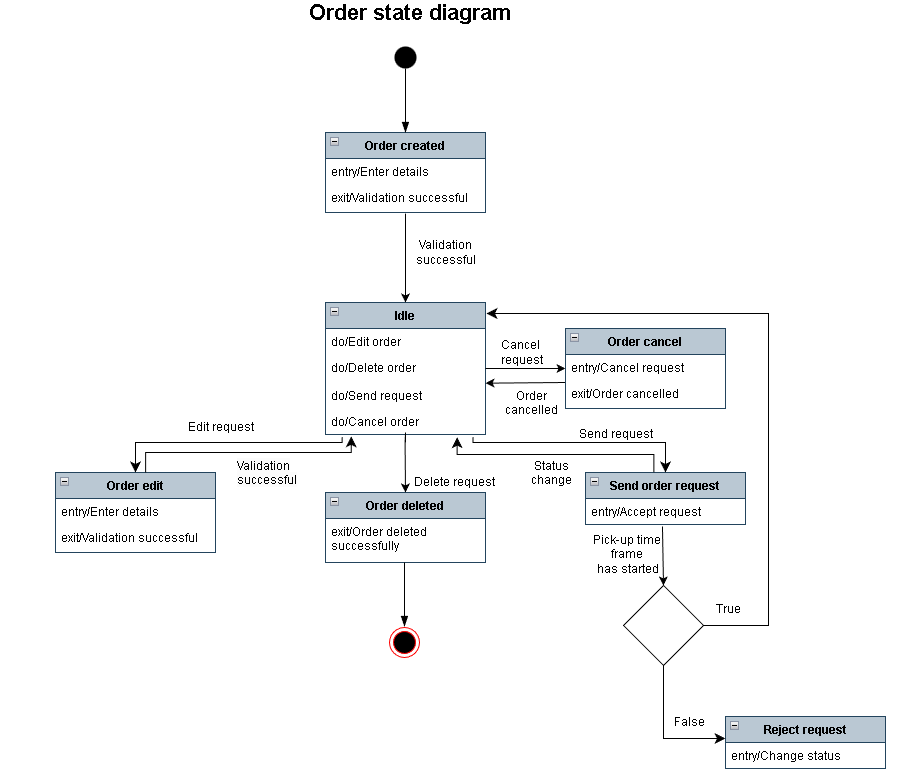 Order state diagram
Order created
entry/Enter details
exit/Validation successful
Validation
successful
Idle
do/Edit order
do/Delete order
do/Send request
do/Cancel order
Cancel
request
Order
cancelled
Order cancel
entry/Cancel request
exit/Order cancelled
Edit request
Validation
successful
Send request
Status
change
Delete request
Order edit
entry/Enter details
exit/Validation successful
Order deleted
exit/Order deleted
successfully
Send order request
entry/Accept request
Pick-up time
frame
has started
True
False
Reject request
entry/Change status